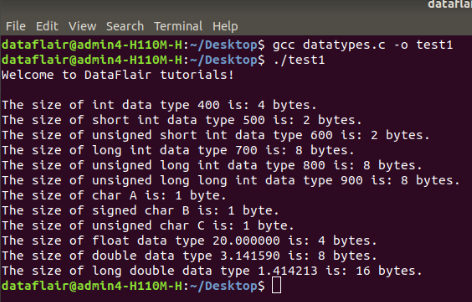 dataflai
File Edit View Search Terminal Help
dataflair@admin4-H110M-H:~/Desktop$ gcc datatypes.c -o test1
dataflair@admin4-H110M-H:~/Desktop$ ./test1
Welcome to DataFlair tutorials!
The size of int data type 400 is: 4 bytes.
The size of short int data type 500 is: 2 bytes.
The size of unsigned short int data type 600 is: 2 bytes.
The size of long int data type 700 is: 8 bytes.
The size of unsigned long int data type 800 is: 8 bytes.
The size of unsigned long long int data type 900 is: 8 bytes.
The size of char A is: 1 byte.
The size of signed char B is: 1 byte.
The size of unsigned char C is: 1 byte.
The size of float data type 20.000000 is: 4 bytes.
The size of double data type 3.141590 is: 8 bytes.
The size of long double data type 1.414213 is: 16 bytes.
dataflair@admin4-H110M-H:~/Desktop$